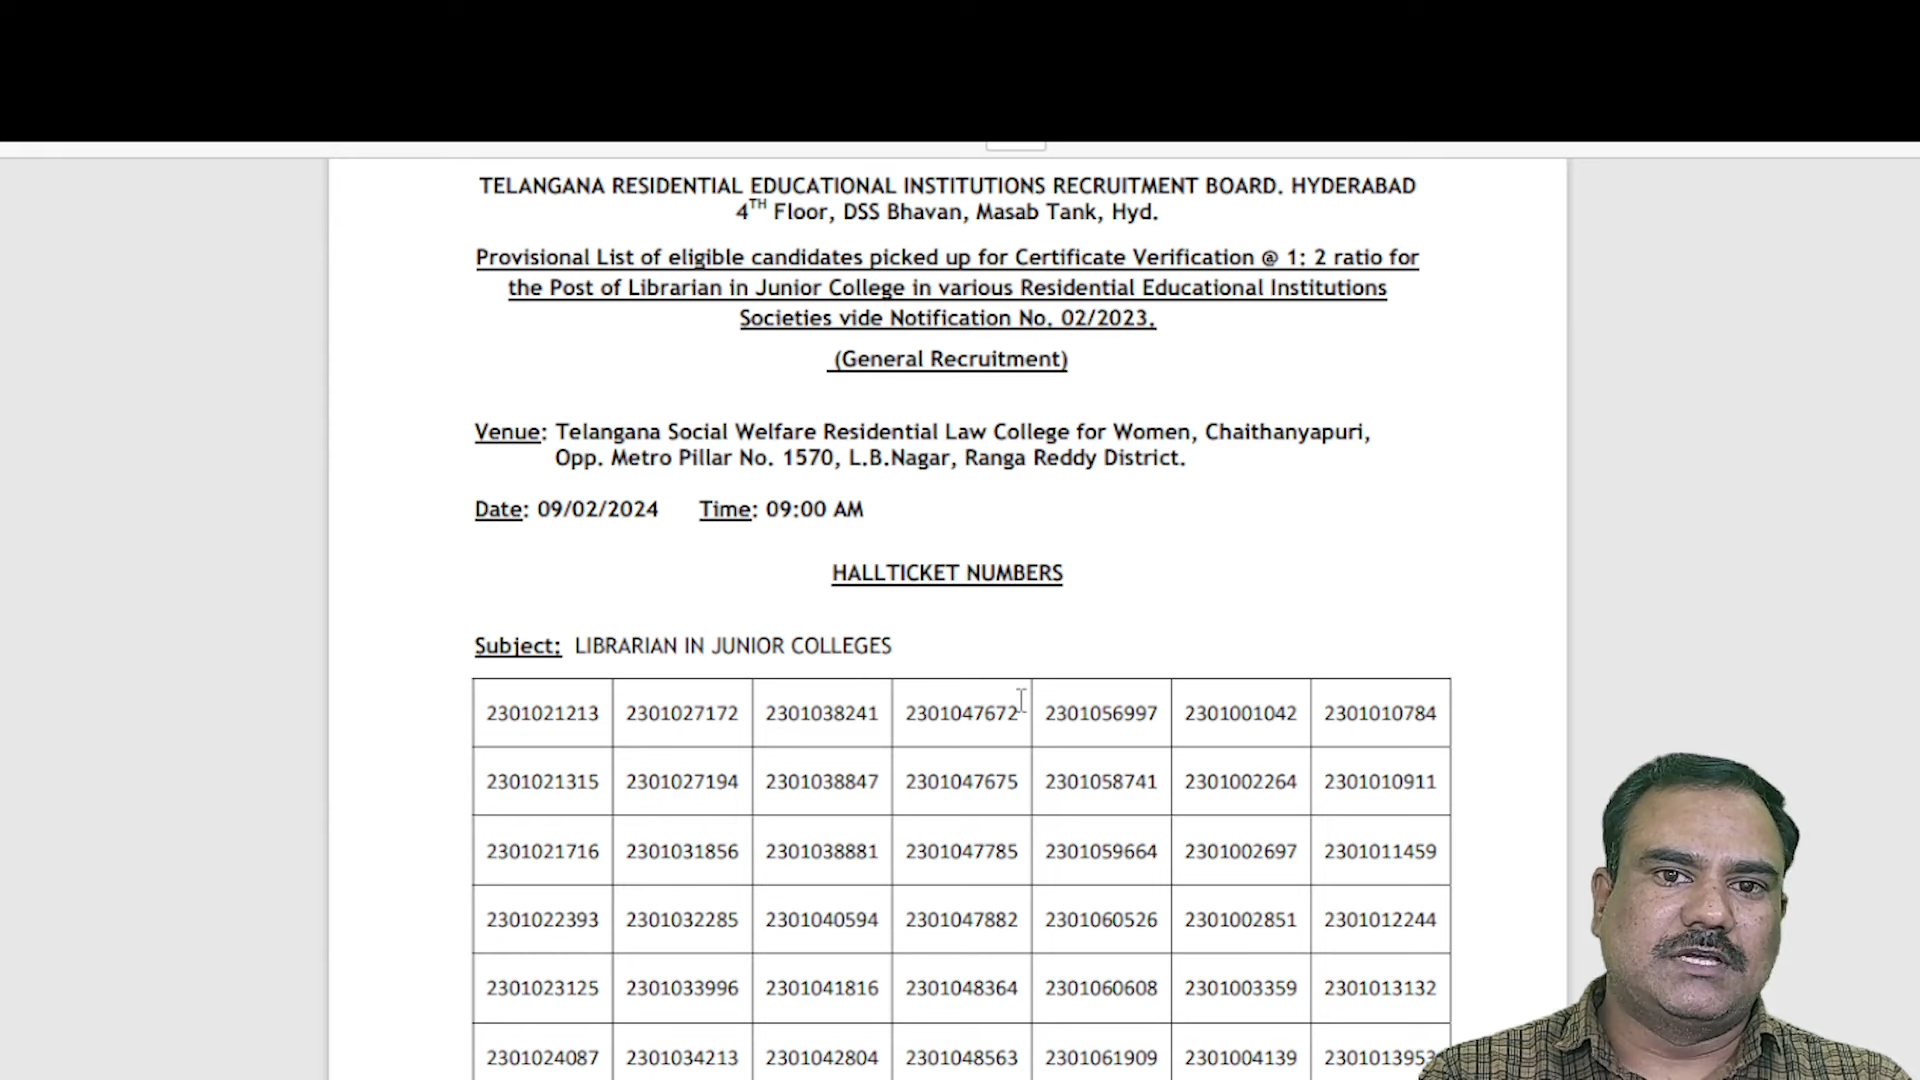 TELANGANA RESIDENTIAL EDUCATIONAL INSTITUTIONS RECRUITMENT BOARD. HYDERABAD
4TH Floor, DSS Bhavan, Masab Tank, Hyd.
Provisional List of eligible candidates picked up for Certificate Verification @ 1: 2 ratio for
the Post of Librarian in Junior College in various Residential Educational Institutions
Societies vide Notification No. 02/2023.
(General Recruitment)
Venue: Telangana Social Welfare Residential Law College for Women, Chaithanyapuri,
Opp. Metro Pillar No. 1570, L.B.Nagar, Ranga Reddy District.
Date: 09/02/2024 Time: 09:00 AM
HALLTICKET NUMBERS
Subject: LIBRARIAN IN JUNIOR COLLEGES
2301021213 2301027172 2301038241 2301047672 2301056997 2301001042 2301010784
2301021315 2301027194 2301038847 2301047675 2301058741 2301002264 2301010911
2301021716 2301031856 2301038881 2301047785 2301059664 2301002697 2301011459
2301022393 2301032285 2301040594 2301047882 2301060526 2301002851 2301012244
2301023125 2301033996 2301041816 2301048364 2301060608 2301003359 2301013132
2301024087 2301034213 2301042804 2301048563 2301061909 2301004139 2301013953